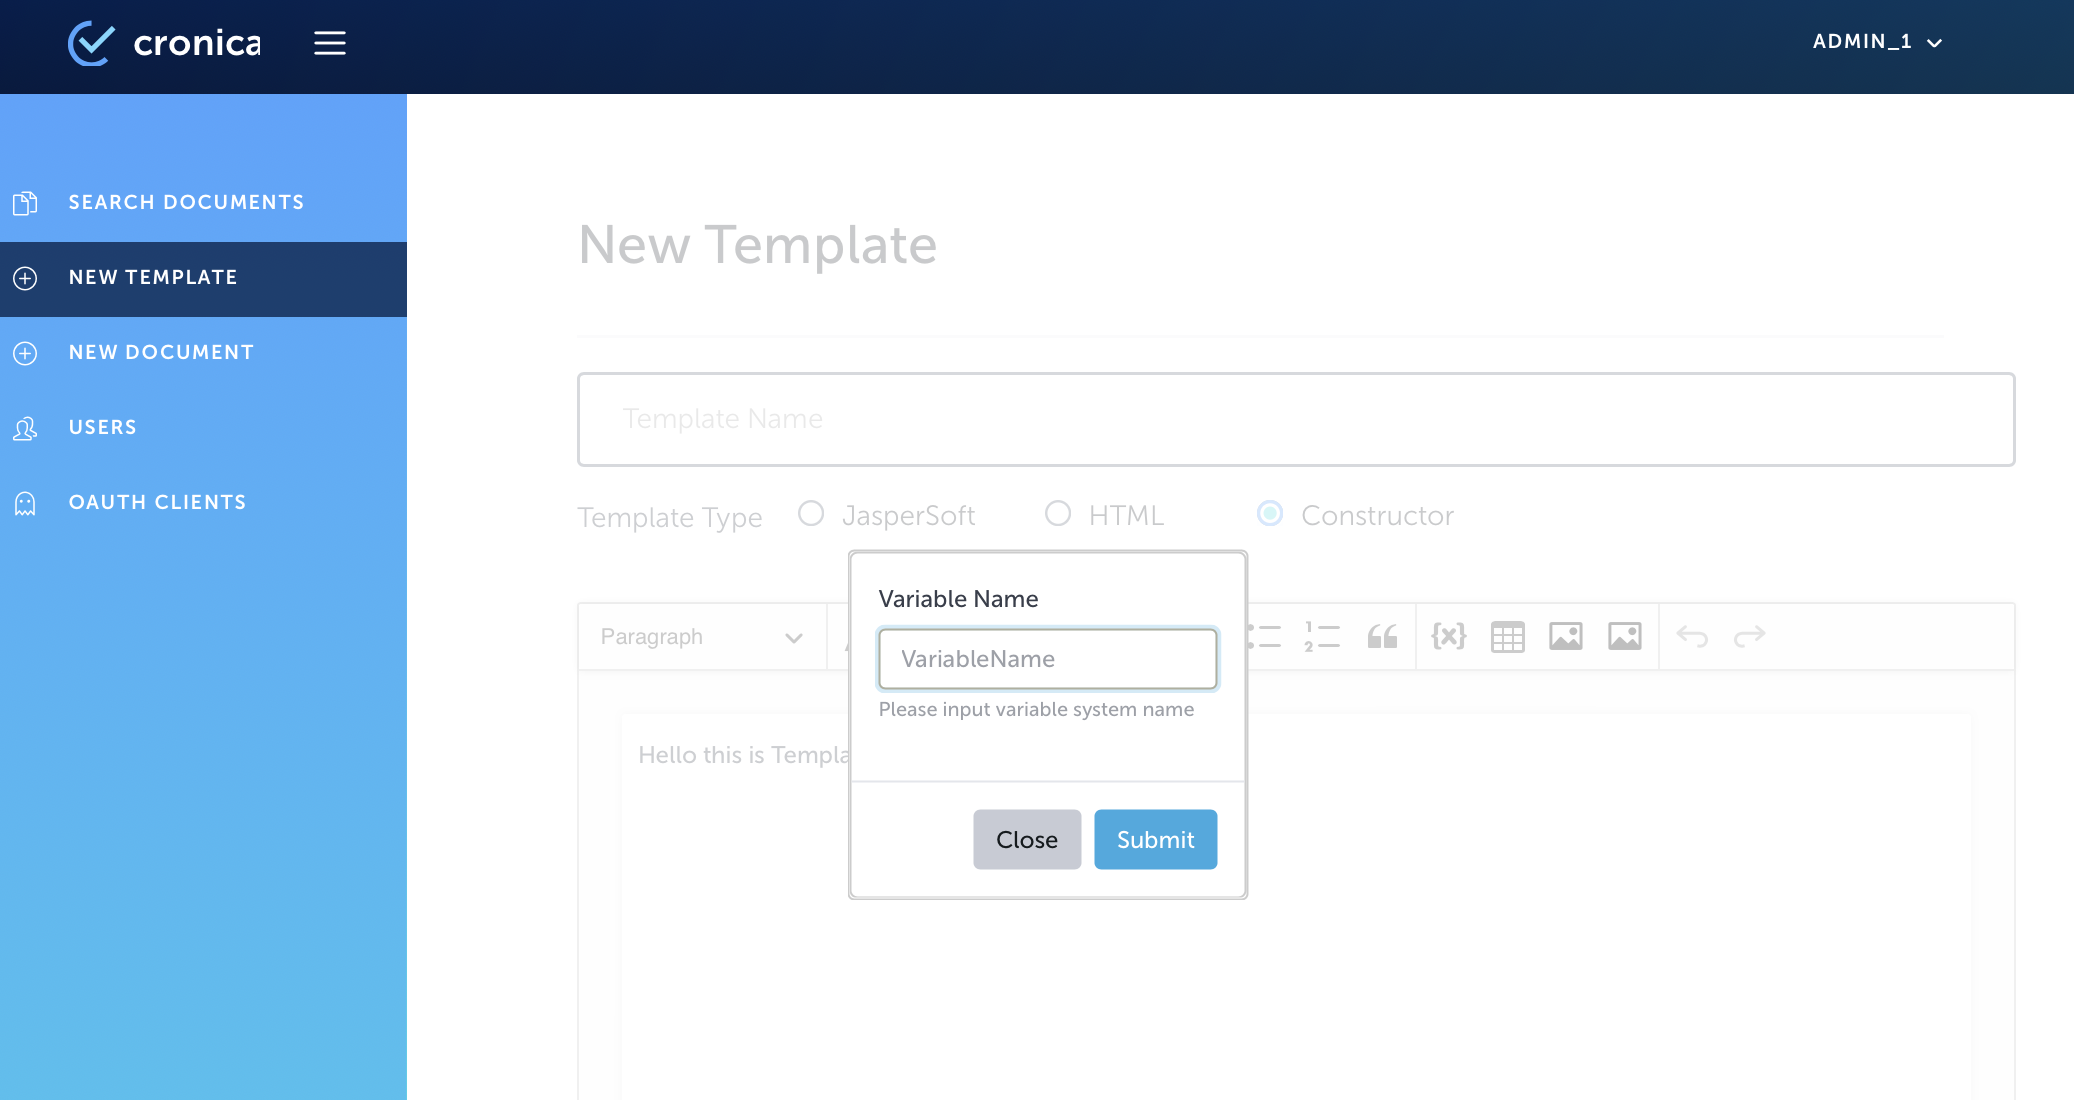 cronica
ADMIN_1
SEARCH DOCUMENTS
NEW TEMPLATE
NEW DOCUMENT
USERS
OAUTH CLIENTS
New Template
Template Name
Template Type JasperSoft HTML Constructor
Variable Name
Paragraph
VariableName
Please input variable system name
Hello this is Templa
Close Submit